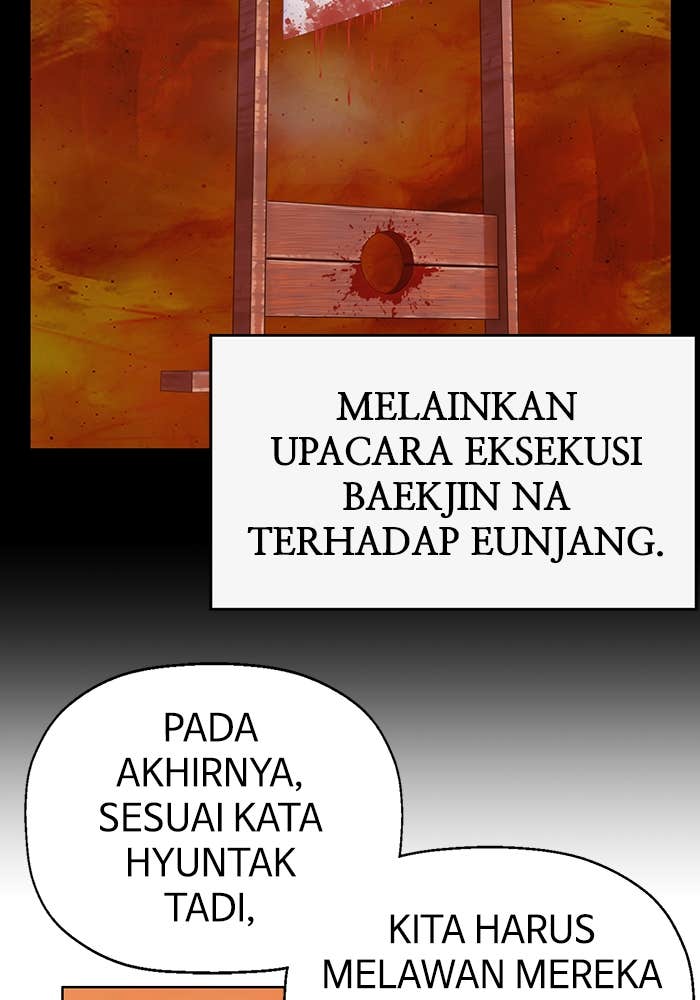 MELAINKAN
UPACARA EKSEKUSI
BAEKJIN NA
TERHADAP EUNJANG.
PADA
AKHIRNYA,
SESUAI KATA
HYUNTAK
TADI,
KITA HARUS
MELAWAN MEREKA